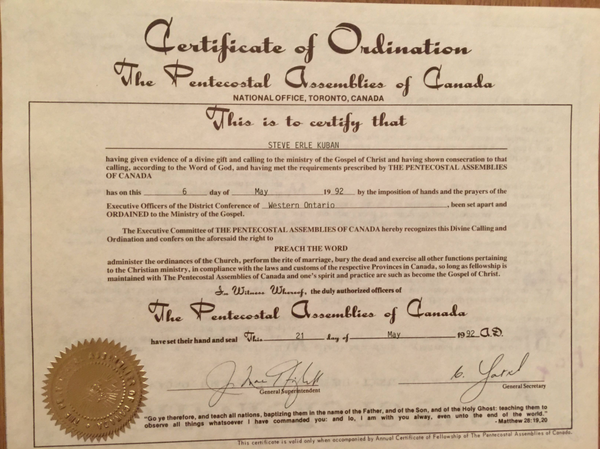 Certificate of Ordination
The Pentecostal Assemblies of Canada
NATIONAL OFFICE, TORONTO, CANADA
This is to certify that
STEVE ERLE KUBAN
having given evidence of a divine gift and calling to the ministry of the Gospel of Christ and having shown consecration to that
calling, according to the Word of God, and having met the requirements prescribed by THE PENTECOSTAL ASSEMBLIES
OF CANADA
has on this 6 day of May 1992 by the imposition of hands and the prayers of the
Executive Officers of the District Conference of Western Ontario, been set apart and
ORDAINED to the Ministry of the Gospel.
The Executive Committee of THE PENTECOSTAL ASSEMBLIES OF CANADA hereby recognizes this Divine Calling and
Ordination and confers on the aforesaid the right to
PREACH THE WORD
administer the ordinances of the Church, perform the rite of marriage, bury the dead and exercise all other functions pertaining
to the Christian ministry, in compliance with the laws and customs of the respective Provinces in Canada, so long as fellowship is
maintained with The Pentecostal Assemblies of Canada and one's spirit and practice are such as become the Gospel of Christ.
In Witness Whereof, the duly authorized officers of
The Pentecostal Assemblies of Canada
have set their hand and seal This 21 day of May 1992 A.D.
General Superintendent
General Secretary
"Go ye therefore, and teach all nations, baptizing them in the name of the Father, and of the Son, and of the Holy Ghost: teaching them to
observe all things whatsoever I have commanded you: and lo, I am with you alway, even unto the end of the world."
- Matthew 28:19,20
This certificate is valid only when accompanied by Annual Certificate of Fellowship of The Pentecostal Assemblies of Canada.